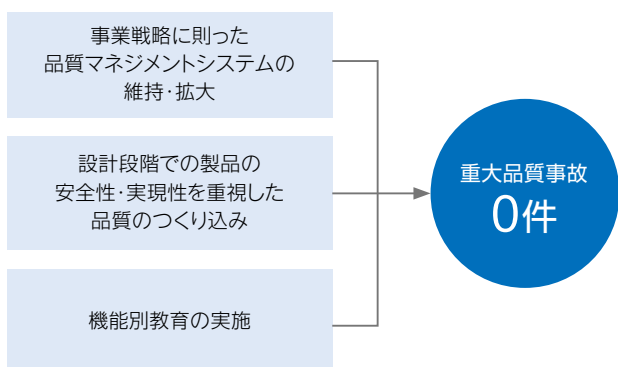 事業戦略に則った
品質マネジメントシステムの
維持・拡大
設計段階での製品の
安全性・実現性を重視した
品質のつくり込み
機能別教育の実施
重大品質事故
0件